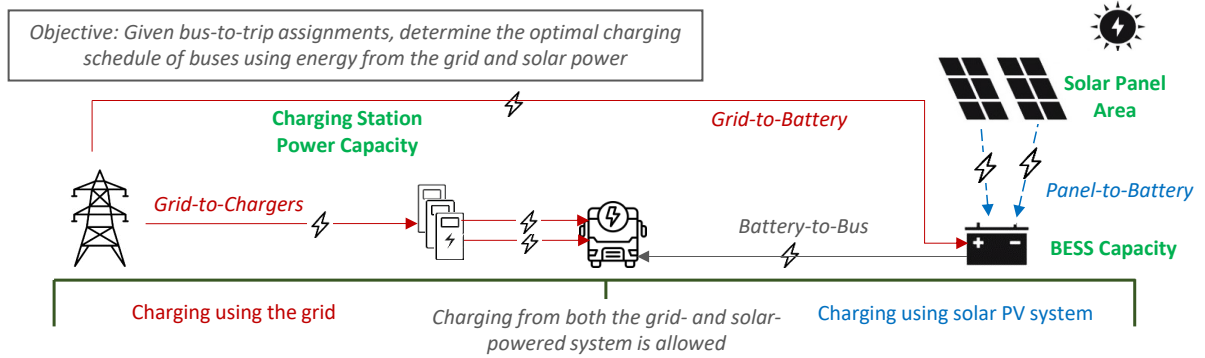 Objective: Given bus-to-trip assignments, determine the optimal charging
schedule of buses using energy from the grid and solar power
Solar Panel
Area
Charging Station
Power Capacity
Grid-to-Battery
Grid-to-Chargers
Panel-to-Battery
Battery-to-Bus
+ -
BESS Capacity
Charging using the grid
Charging from both the grid- and solar-
powered system is allowed
Charging using solar PV system